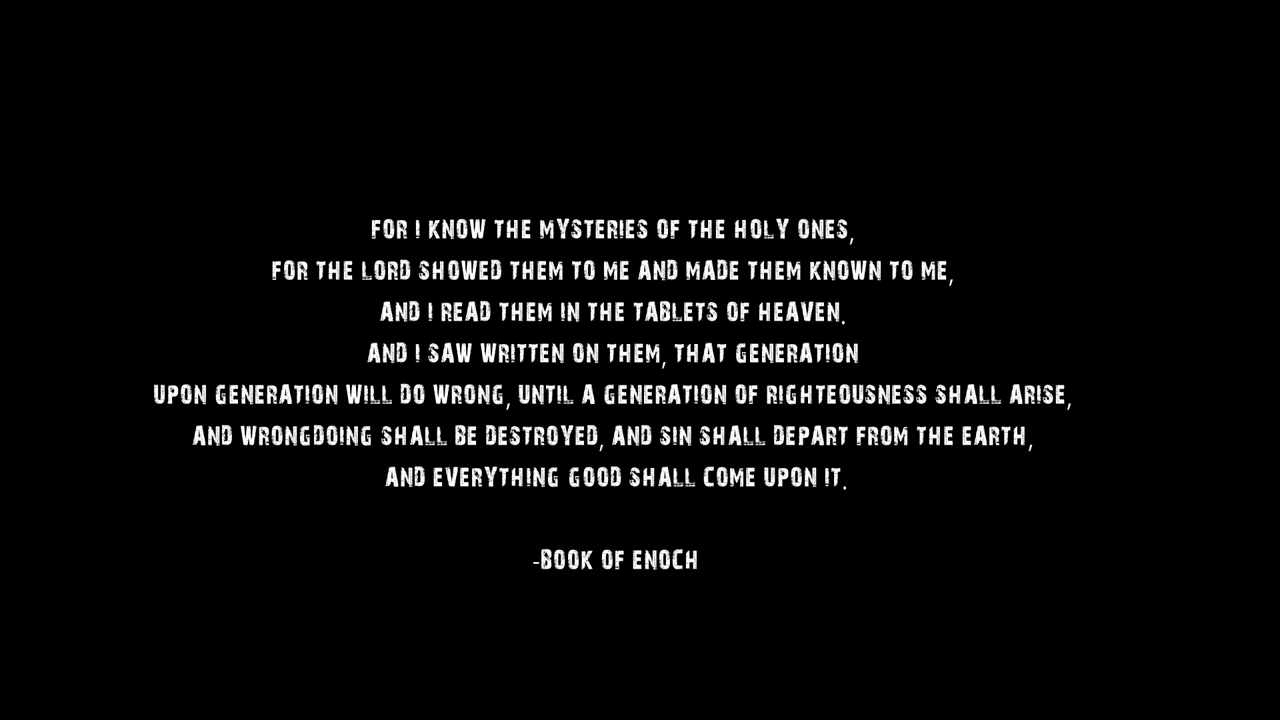 FOR I KNOW THE MYSTERIES OF THE HOLY ONES,
FOR THE LORD SHOWED THEM TO ME AND MADE THEM KNOWN TO ME,
AND I READ THEM IN THE TABLETS OF HEAVEN.
AND I SAW WRITTEN ON THEM, THAT GENERATION
UPON GENERATION WILL DO WRONG, UNTIL A GENERATION OF RIGHTEOUSNESS SHALL ARISE,
AND WRONGDOING SHALL BE DESTROYED, AND SIN SHALL DEPART FROM THE EARTH,
AND EVERYTHING GOOD SHALL COME UPON IT.
-BOOK OF ENOCH